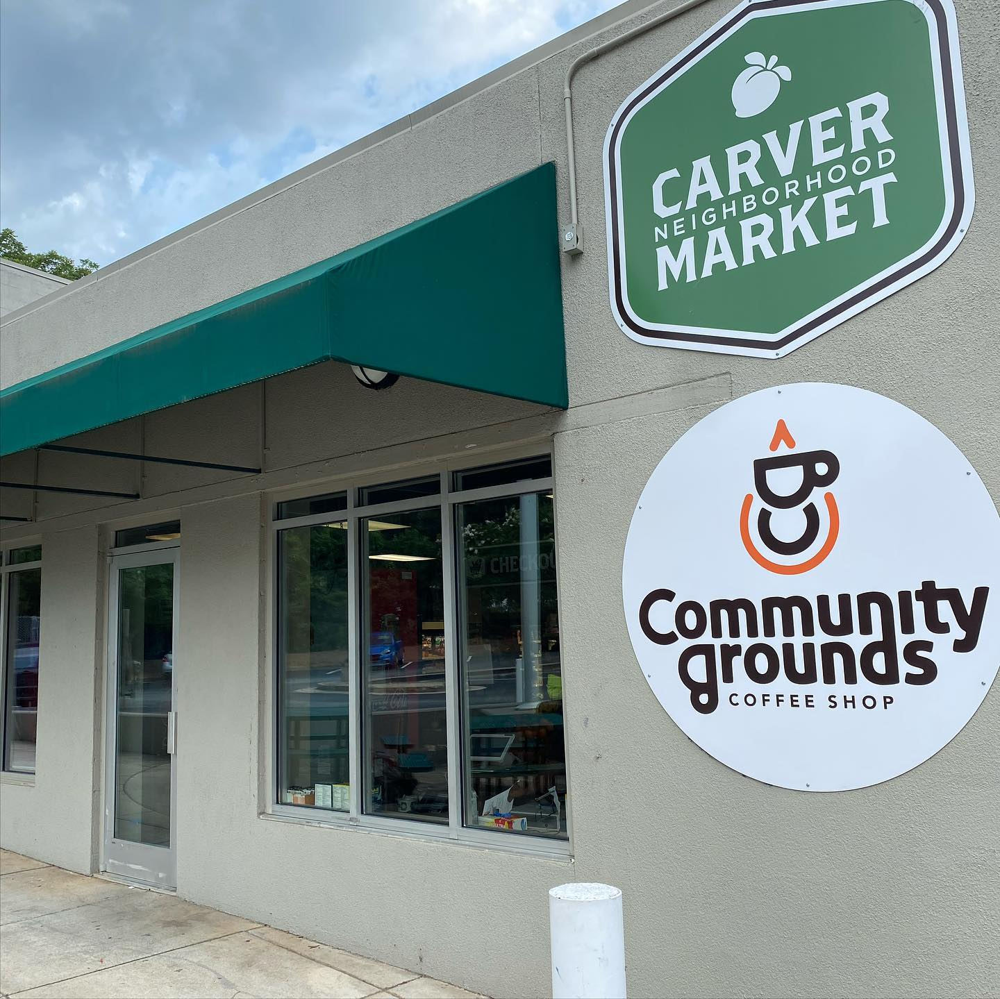 CARVER
NEIGHBORHOOD
MARKET
Community
grounds
COFFEE SHOP